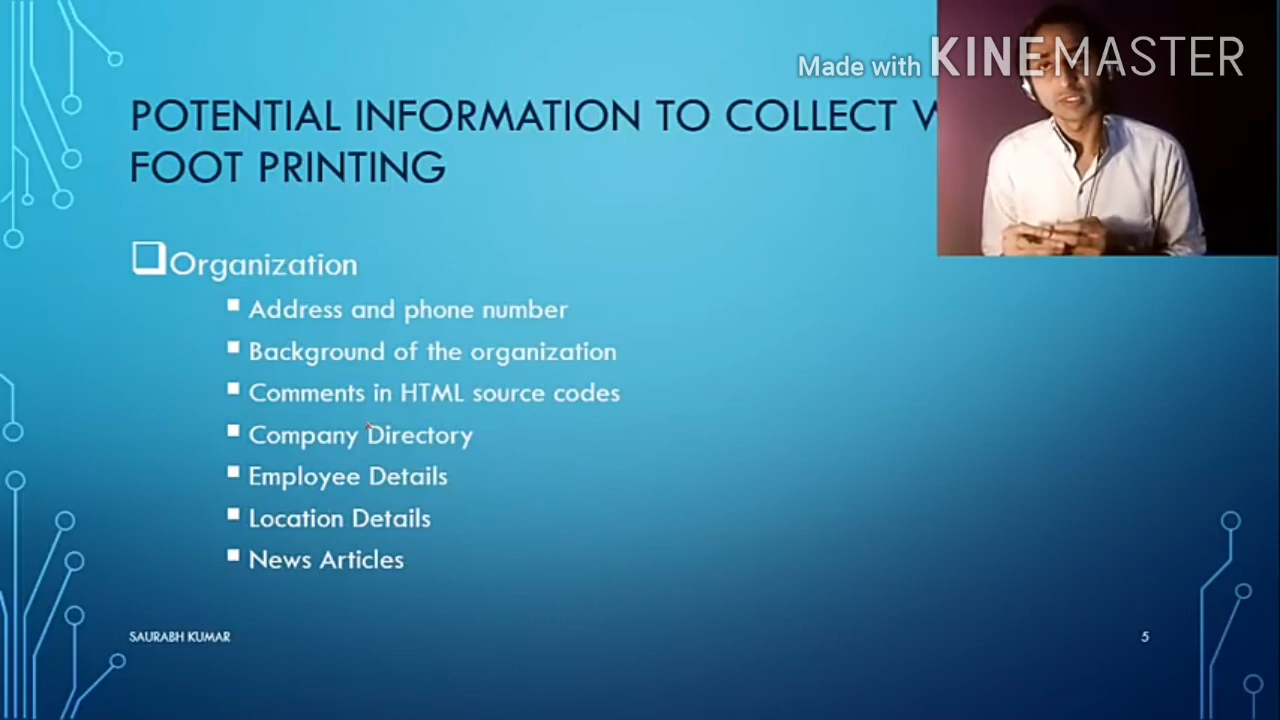 Made with KINEMASTER
POTENTIAL INFORMATION TO COLLECT
FOOT PRINTING
Organization
Address and phone number
Background of the organization
Comments in HTML source codes
Company Directory
Employee Details
Location Details
News Articles
SAURABH KUMAR
5